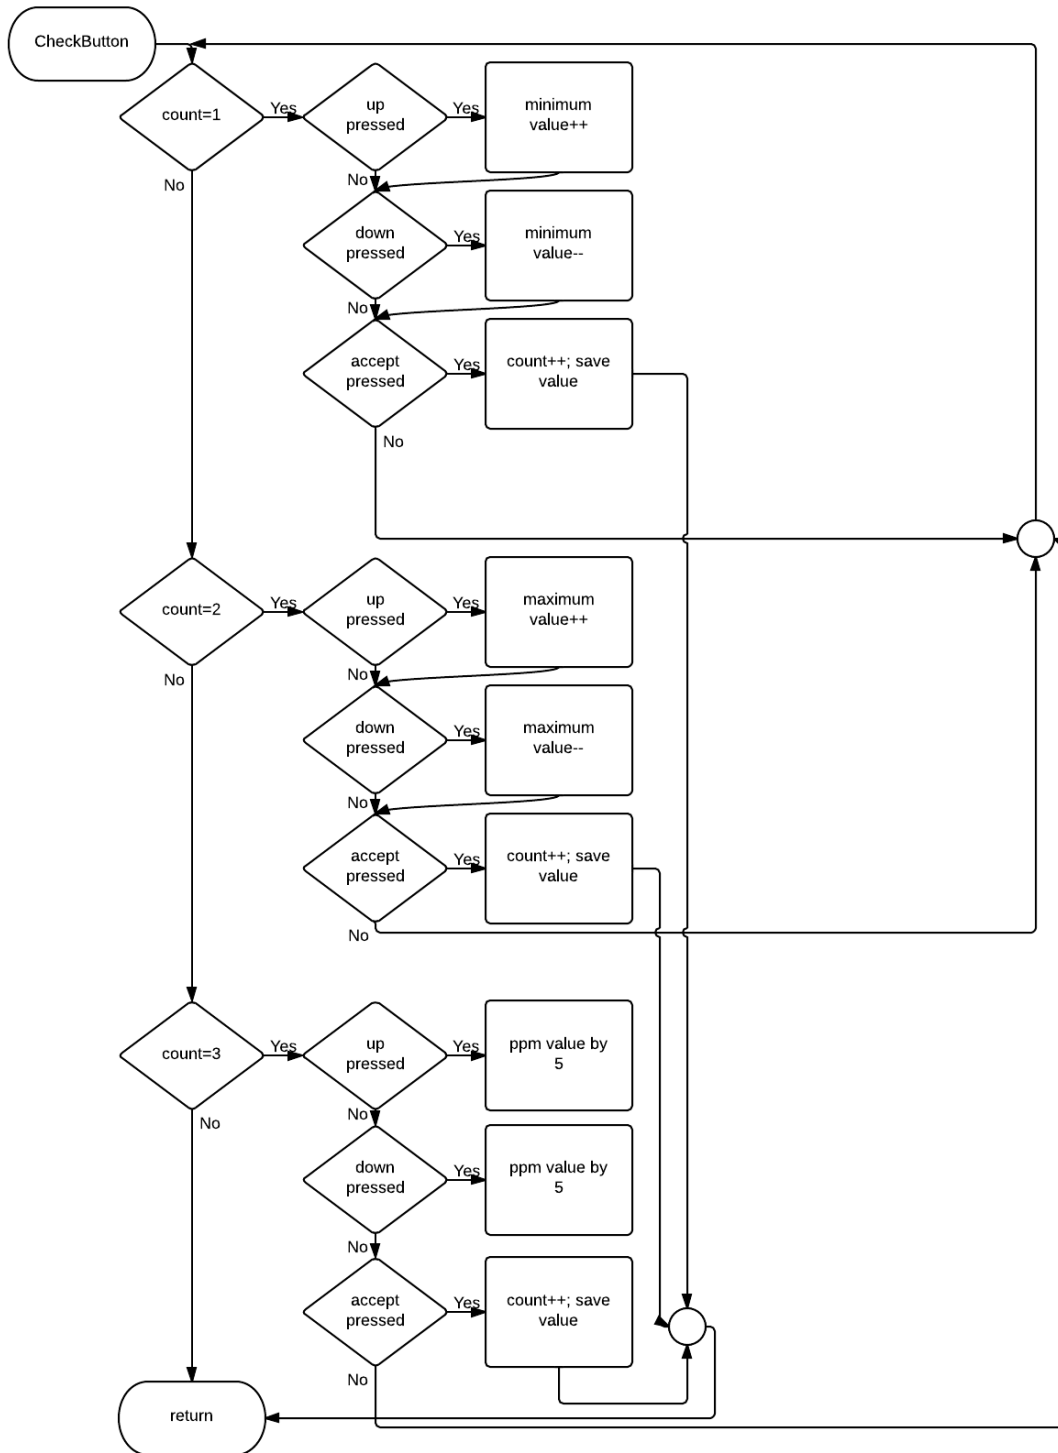 CheckButton
count=1
Yes
up
pressed
Yes
minimum
value++
No
No
down
pressed
Yes
minimum
value--
No
accept
pressed
Yes
count++; save
value
No
count=2
Yes
up
pressed
Yes
maximum
value++
No
No
down
pressed
Yes
maximum
value--
No
accept
pressed
Yes
count++; save
value
No
count=3
Yes
up
pressed
Yes
ppm value by
5
No
No
down
pressed
Yes
ppm value by
5
No
accept
pressed
Yes
count++; save
value
No
return